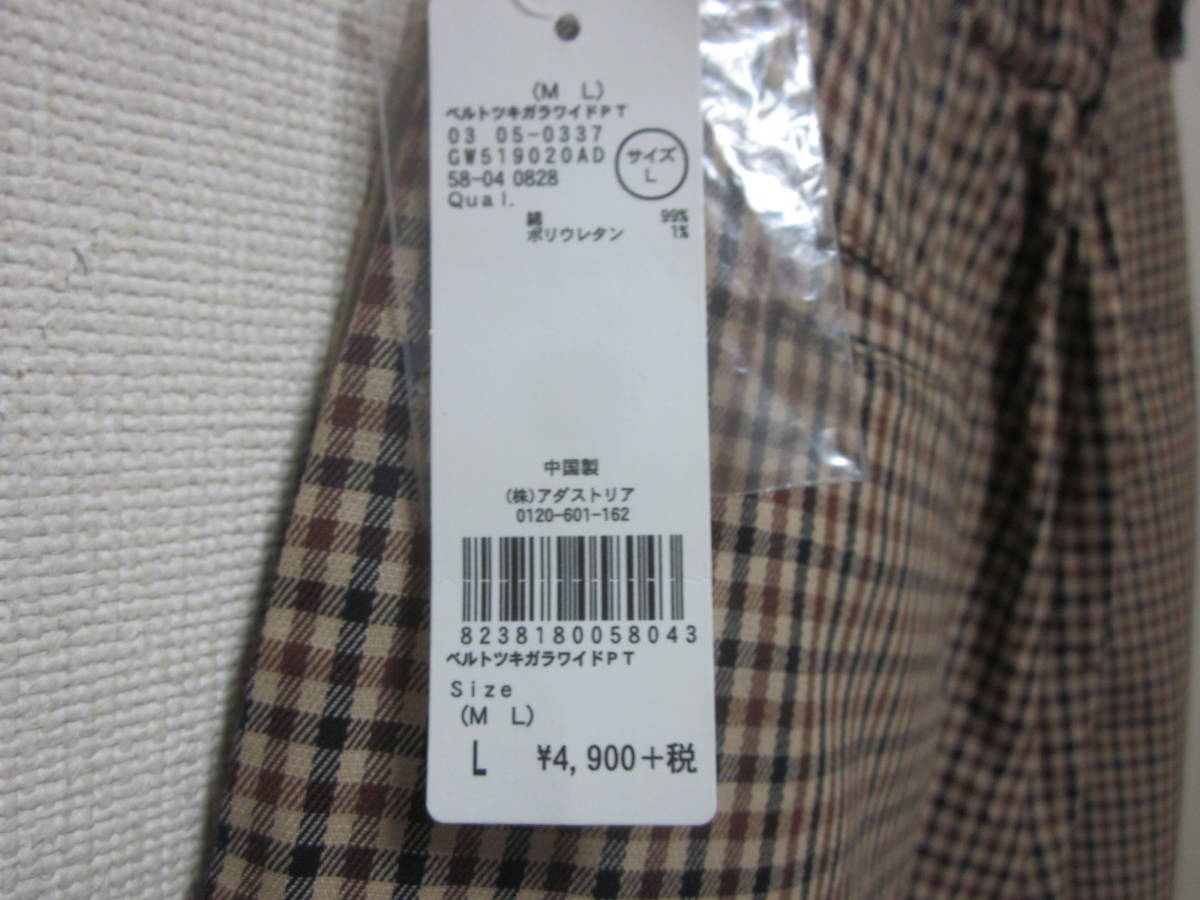 (M L)
ベルトツキガラワイドPT
03 05-0337
GW519020AD
58-04 0828
サイズ
L
Qual.
綿 99%
ポリウレタン 1%
中国製
(株)アダストリア
0120-601-162
8238180058043
ベルトツキガラワイドPT
Size
(M L)
L ¥4,900+税